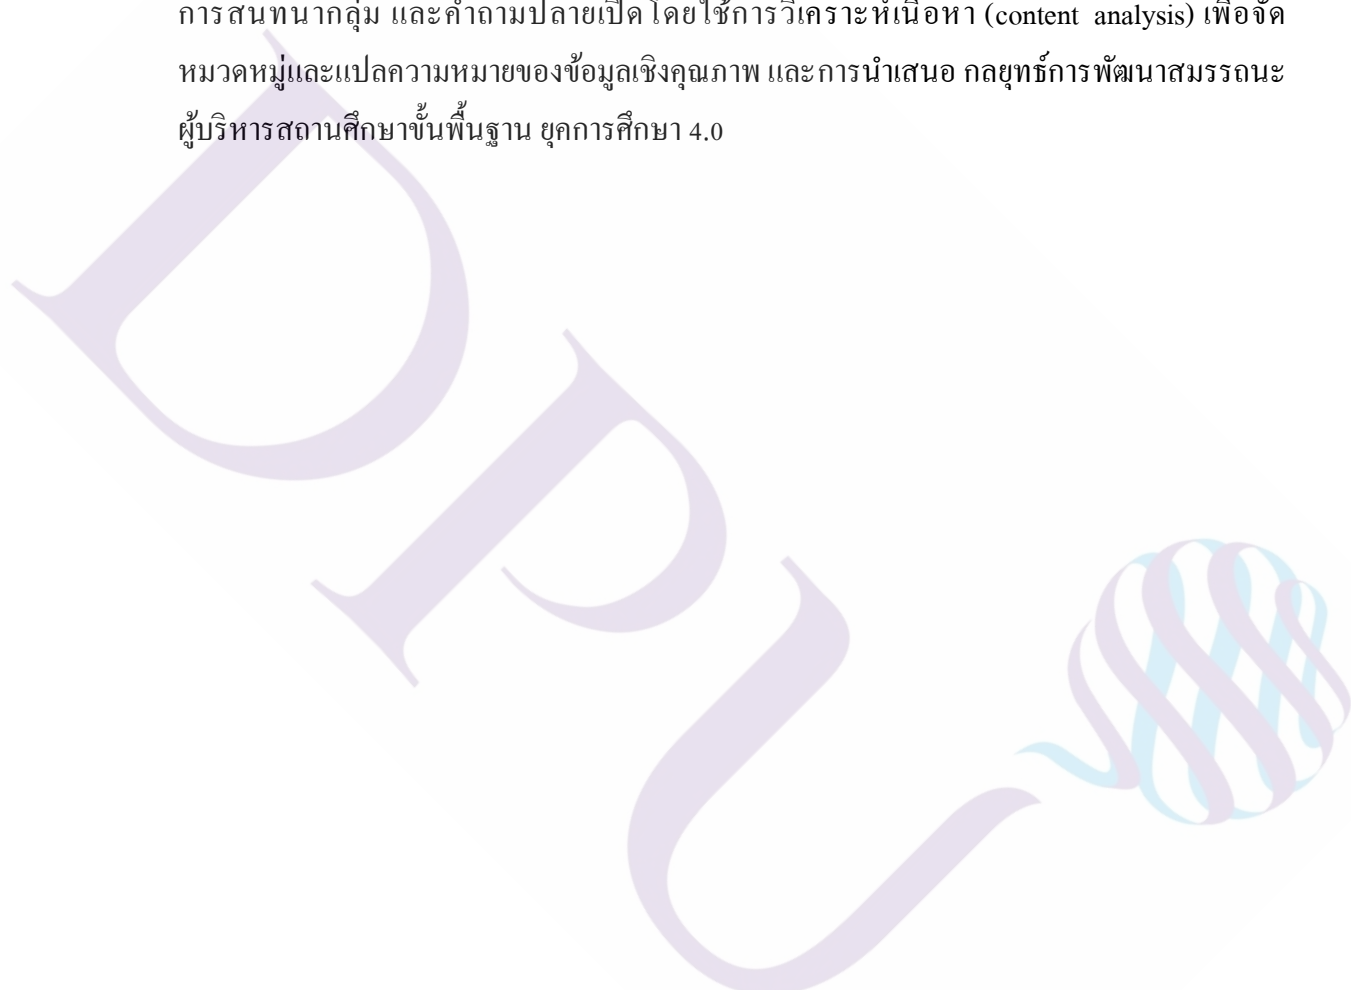 การสนทนากลุ่ม และคำถามปลายเปิด โดยใช้การวิเคราะห์เนื้อหา (content analysis) เพื่อจัด
หมวดหมู่และแปลความหมายของข้อมูลเชิงคุณภาพ และการนำเสนอ กลยุทธ์การพัฒนาสมรรถนะ
ผู้บริหารสถานศึกษาขั้นพื้นฐาน ยุคการศึกษา 4.0
DPU